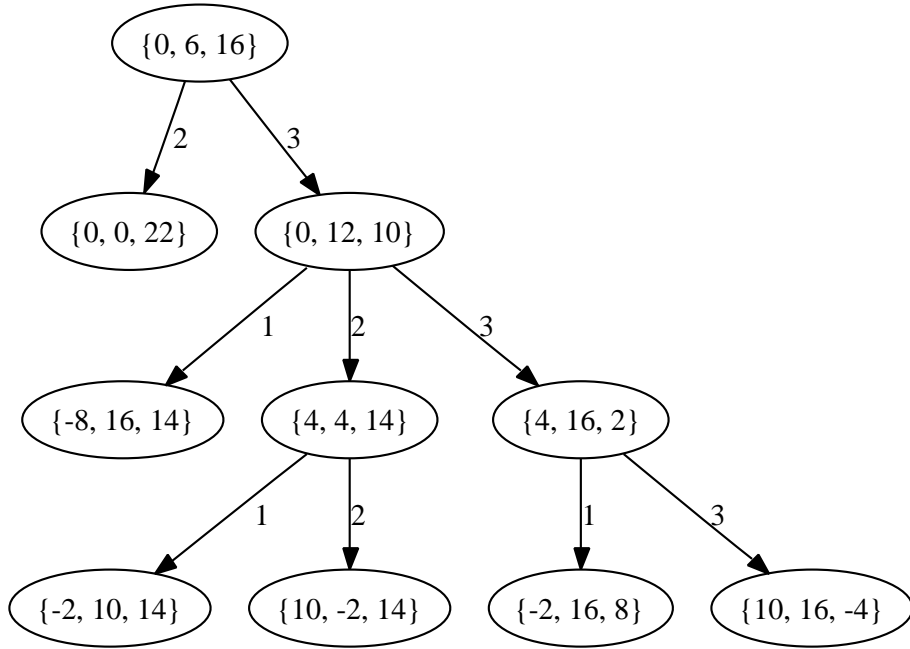 {0, 6, 16}
2 3
{0, 0, 22} {0, 12, 10}
1 2 3
{-8, 16, 14} {4, 4, 14} {4, 16, 2}
1 2 1 3
{-2, 10, 14} {10, -2, 14} {-2, 16, 8} {10, 16, -4}